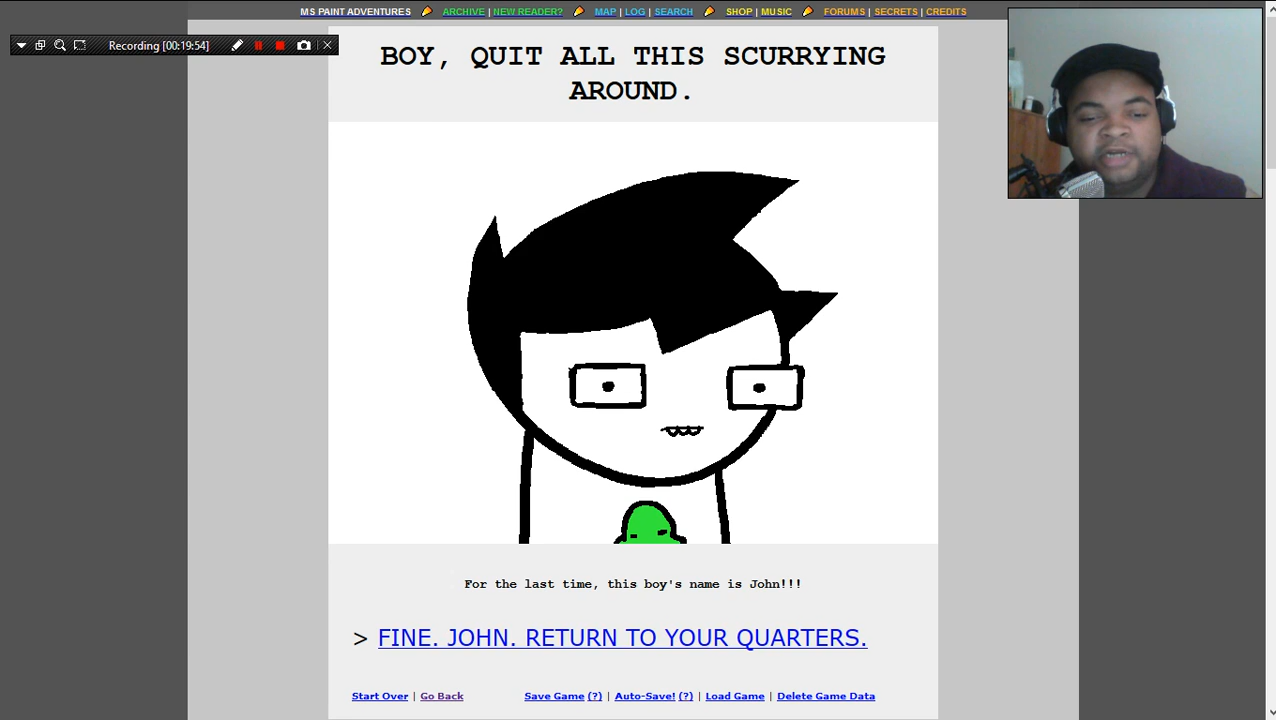 MS PAINT ADVENTURES ARCHIVE | NEW READER? MAP | LOG | SEARCH SHOP | MUSIC FORUMS | SECRETS | CREDITS
Recording [00:19:54]
BOY, QUIT ALL THIS SCURRYING
AROUND.
For the last time, this boy's name is John!!!
> FINE. JOHN. RETURN TO YOUR QUARTERS.
Start Over | Go Back Save Game (?) | Auto-Save! (?) | Load Game | Delete Game Data